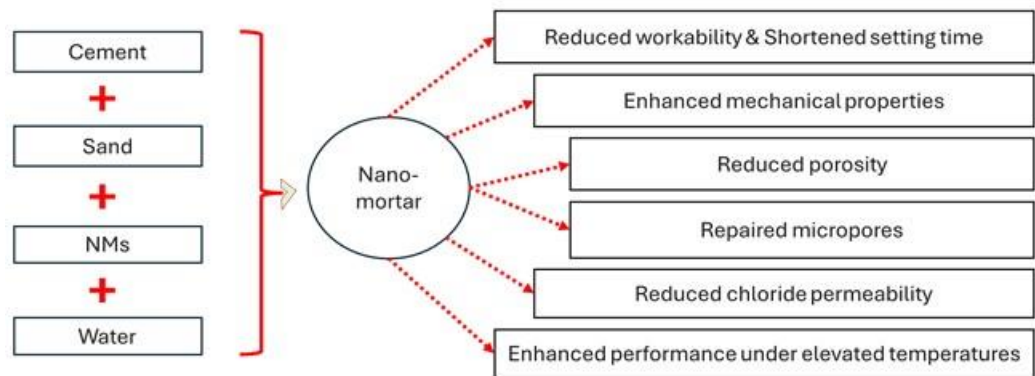 Cement
+
Sand
+
NMs
+
Water
Nano-
mortar
Reduced workability & Shortened setting time
Enhanced mechanical properties
Reduced porosity
Repaired micropores
Reduced chloride permeability
Enhanced performance under elevated temperatures